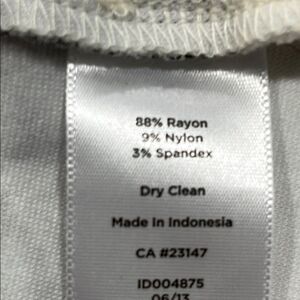 88% Rayon
9% Nylon
3% Spandex
Dry Clean
Made In Indonesia
CA #23147
ID004875
06/13